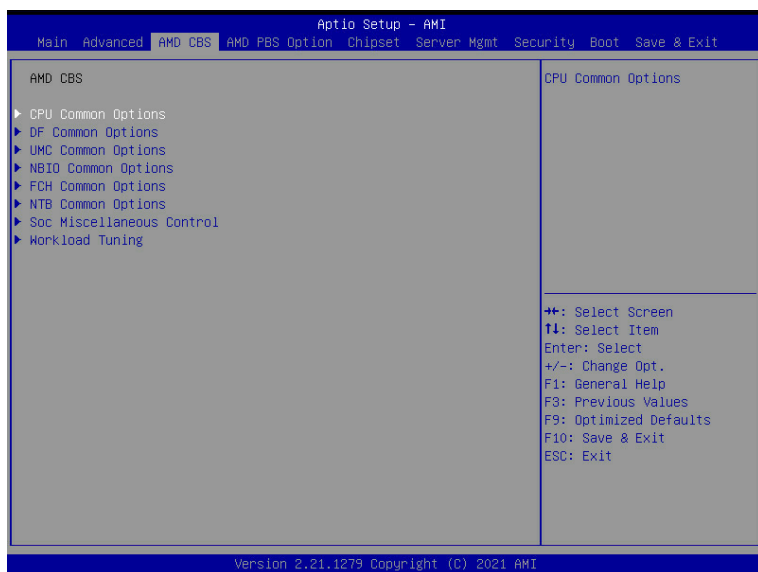 Aptio Setup - AMI
Main Advanced AMD CBS AMD PBS Option Chipset Server Mgmt Security Boot Save & Exit
AMD CBS
CPU Common Options
DF Common Options
UMC Common Options
NBIO Common Options
FCH Common Options
NTB Common Options
Soc Miscellaneous Control
Workload Tuning
CPU Common Options
→←: Select Screen
↑↓: Select Item
Enter: Select
+/-: Change Opt.
F1: General Help
F3: Previous Values
F9: Optimized Defaults
F10: Save & Exit
ESC: Exit
Version 2.21.1279 Copyright (C) 2021 AMI